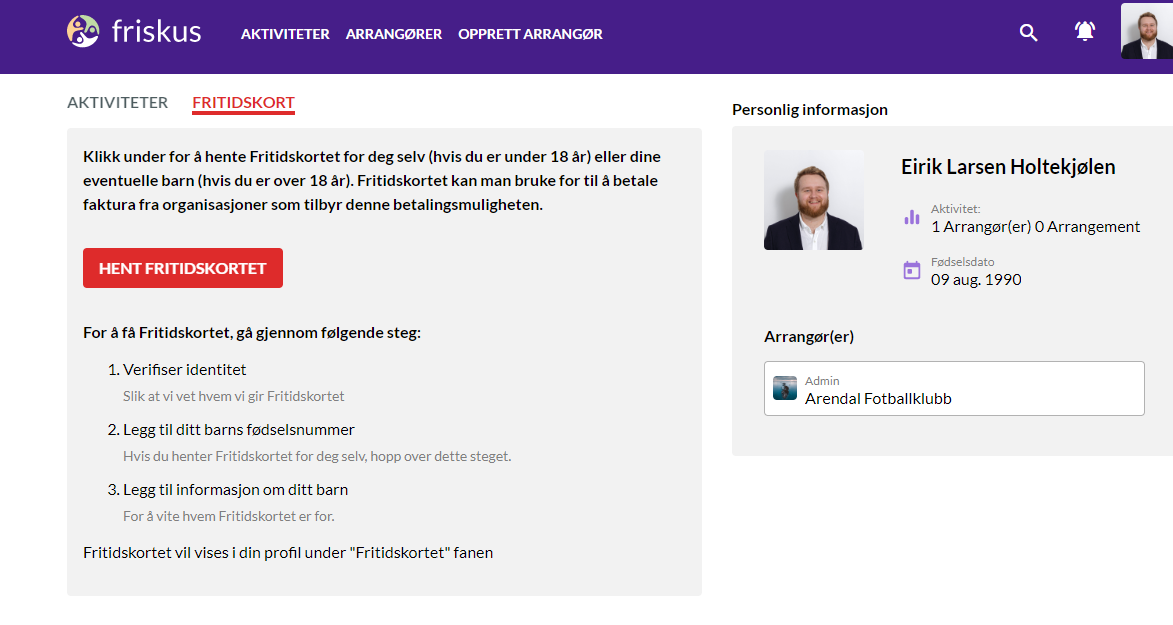 friskus
AKTIVITETER ARRANGØRER OPPRETT ARRANGØR
AKTIVITETER FRITIDSKORT
Klikk under for å hente Fritidskortet for deg selv (hvis du er under 18 år) eller dine
eventuelle barn (hvis du er over 18 år). Fritidskortet kan man bruke for til å betale
faktura fra organisasjoner som tilbyr denne betalingsmuligheten.
HENT FRITIDSKORTET
For å få Fritidskortet, gå gjennom følgende steg:
1. Verifiser identitet
Slik at vi vet hvem vi gir Fritidskortet
2. Legg til ditt barns fødselsnummer
Hvis du henter Fritidskortet for deg selv, hopp over dette steget.
3. Legg til informasjon om ditt barn
For å vite hvem Fritidskortet er for.
Fritidskortet vil vises i din profil under "Fritidskortet" fanen
Personlig informasjon
Eirik Larsen Holtekjølen
Aktivitet:
1 Arrangør(er) 0 Arrangement
Fødselsdato
09 aug. 1990
Arrangør(er)
Admin
Arendal Fotballklubb